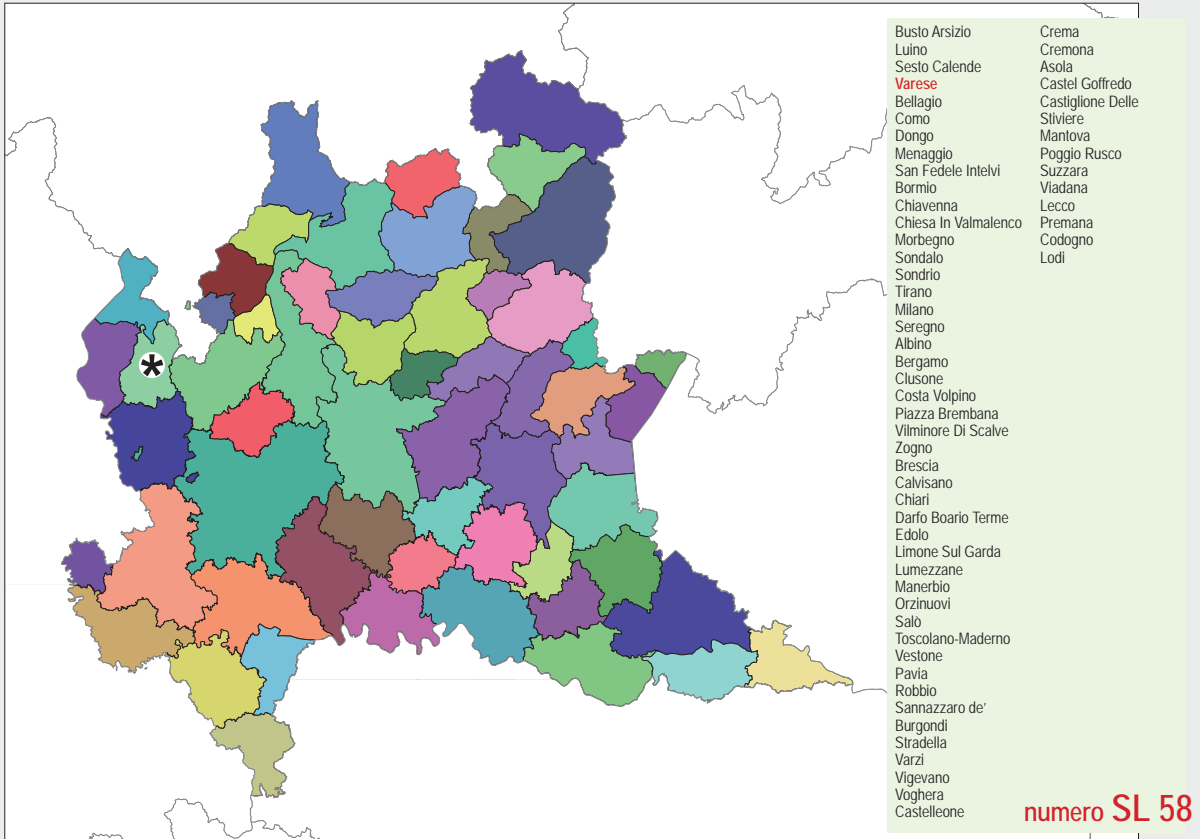 Busto Arsizio
Luino
Sesto Calende
Varese
Bellagio
Como
Dongo
Menaggio
San Fedele Intelvi
Bormio
Chiavenna
Chiesa In Valmalenco
Morbegno
Sondalo
Sondrio
Tirano
Milano
Seregno
Albino
Bergamo
Clusone
Costa Volpino
Piazza Brembana
Vilminore Di Scalve
Zogno
Brescia
Calvisano
Chiari
Darfo Boario Terme
Edolo
Limone Sul Garda
Lumezzane
Manerbio
Orzinuovi
Salò
Toscolano-Maderno
Vestone
Pavia
Robbio
Sannazzaro de’
Burgondi
Stradella
Varzi
Vigevano
Voghera
Castelleone
Crema
Cremona
Asola
Castel Goffredo
Castiglione Delle
Stiviere
Mantova
Poggio Rusco
Suzzara
Viadana
Lecco
Premana
Codogno
Lodi
numero SL 58
*